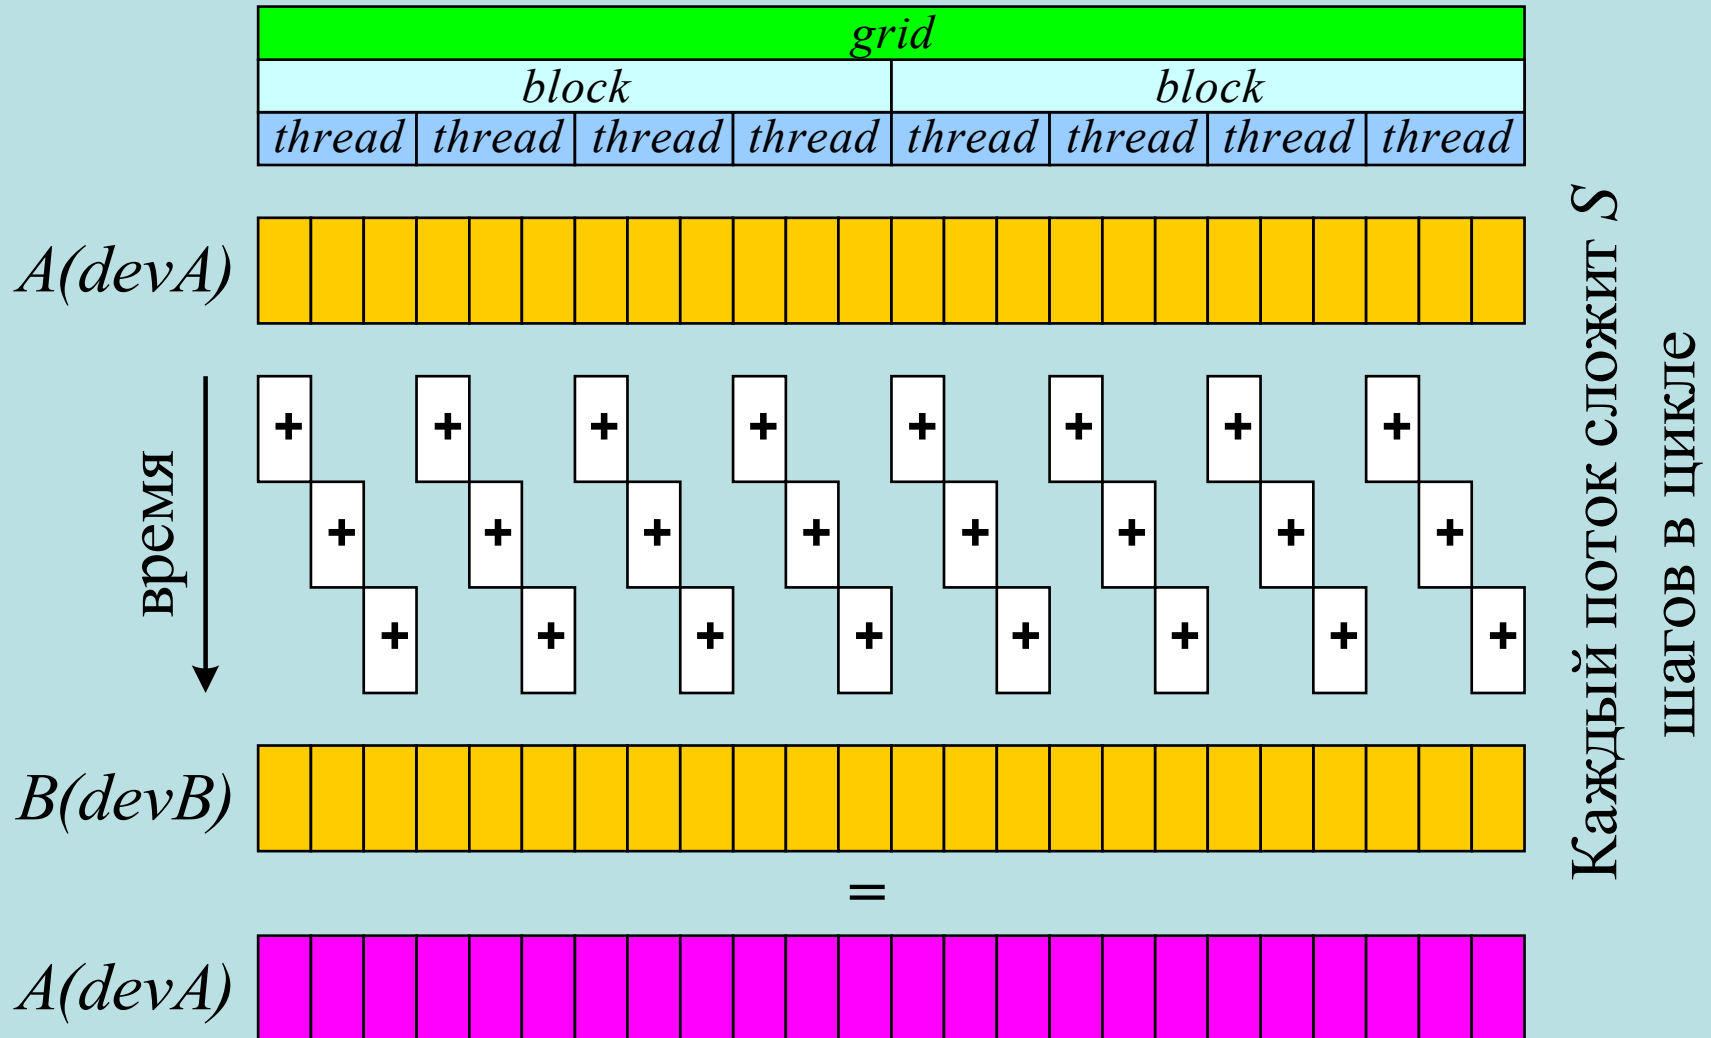 grid
block block
thread thread thread thread thread thread thread thread
A(devA)
+ + + + + + + +
+ + + + + + + +
+ + + + + + + +
время
B(devB)
=
A(devA)
Каждый поток сложит S
шагов в цикле